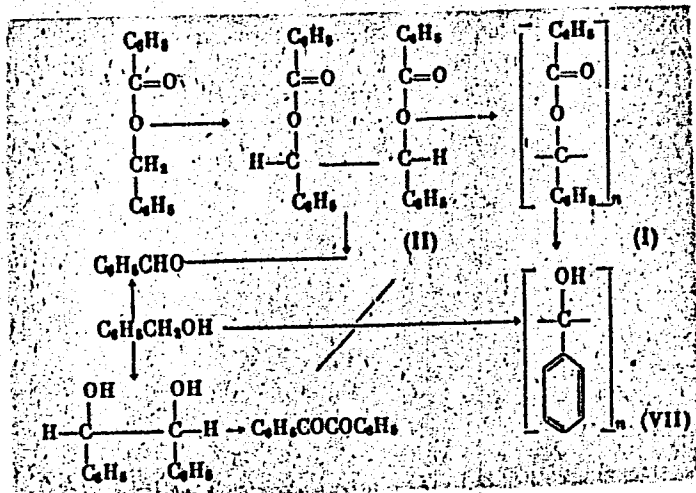 C₆H₅ C₆H₅ C₆H₅ C₆H₅
C=O C=O C=O C=O
O O O O
CH₂ H—C C—H —C—
C₆H₅ C₆H₅ C₆H₅ C₆H₅ n
(II) (I)
C₆H₅CHO
OH
C₆H₅CH₂OH —C—
n (VII)
OH OH
H—C C—H C₆H₅COCOC₆H₅
C₆H₅ C₆H₅